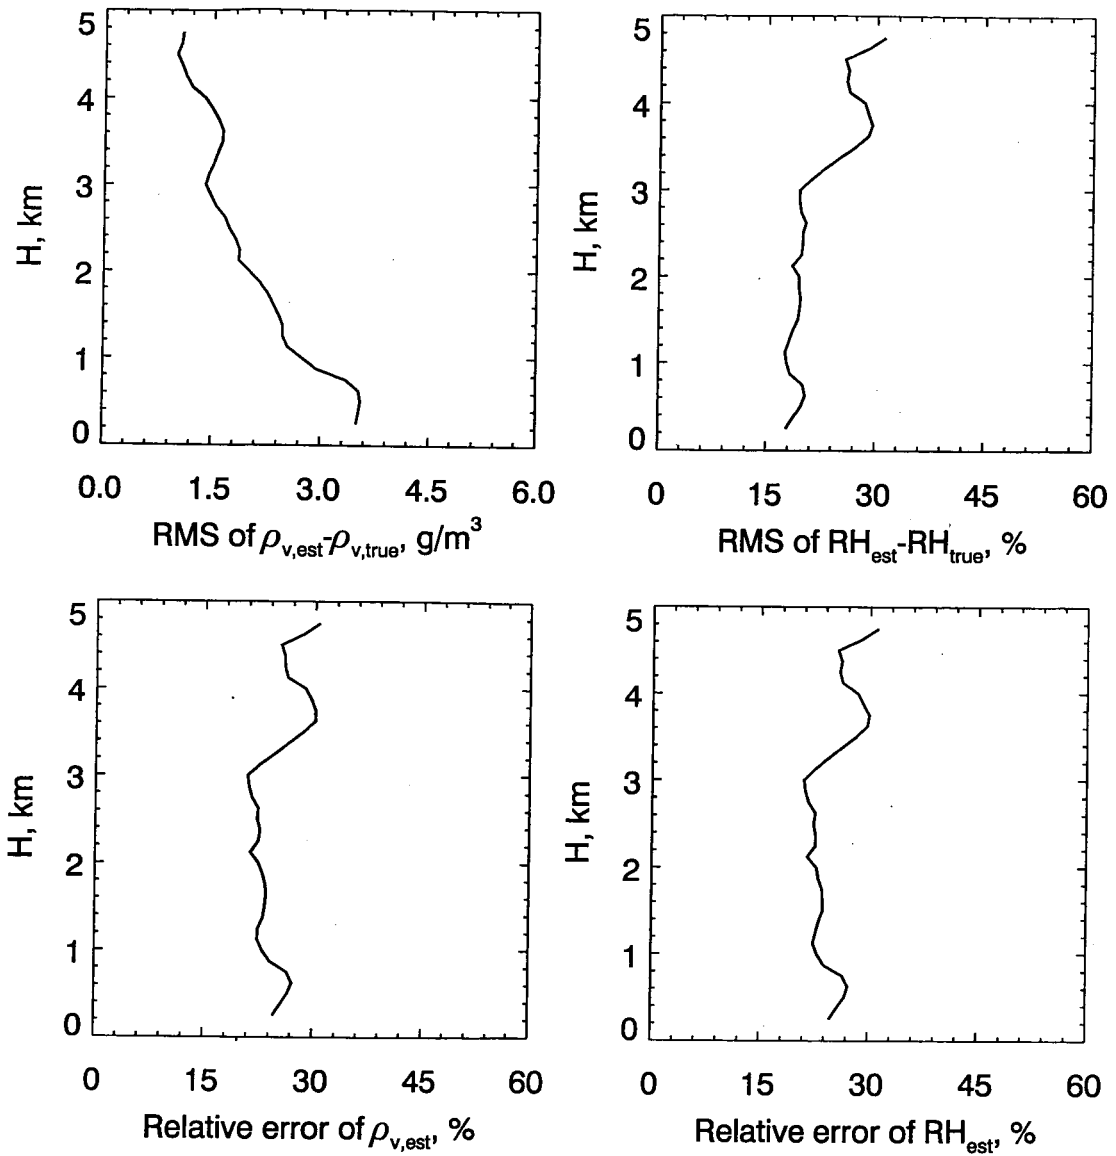 5
4
3
2
1
0
H, km
0.0 1.5 3.0 4.5 6.0
RMS of ρv,est-ρv,true, g/m³
5
4
3
2
1
0
H, km
0 15 30 45 60
RMS of RHest-RHtrue, %
5
4
3
2
1
0
H, km
0 15 30 45 60
Relative error of ρv,est, %
5
4
3
2
1
0
H, km
0 15 30 45 60
Relative error of RHest, %